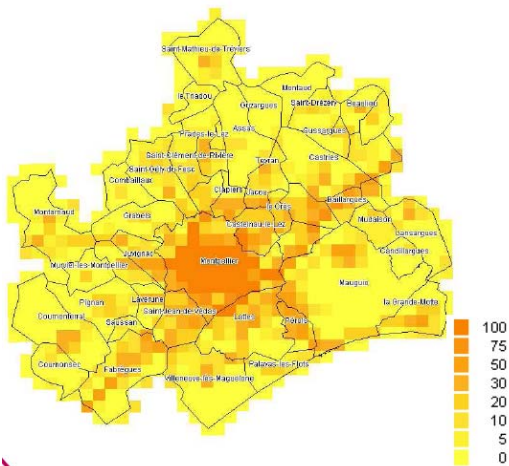 Saint-Mathieu-de-Tréviers
Montaud
le Triadou
Guzargues
Saint-Drézéry
Beaulieu
Assas
Sussargues
Prades-le-Lez
Saint-Clément-de-Rivière
Teyran
Castries
Saint-Gély-du-Fesc
Combaillaux
Clapiers
Jacou
Baillargues
le Crès
Montarnaud
Grabels
Castelnau-le-Lez
Mudaison
Lansargues
Candillargues
Juvignac
Montpellier
Murviel-lès-Montpellier
Mauguio
Lavérune
Pignan
la Grande-Motte
Saint-Jean-de-Védas
Cournonterral
Lattes
Pérols
Saussan
Cournonsec
Fabrègues
Palavas-les-Flots
Villeneuve-lès-Maguelone
100
75
50
30
20
10
5
0